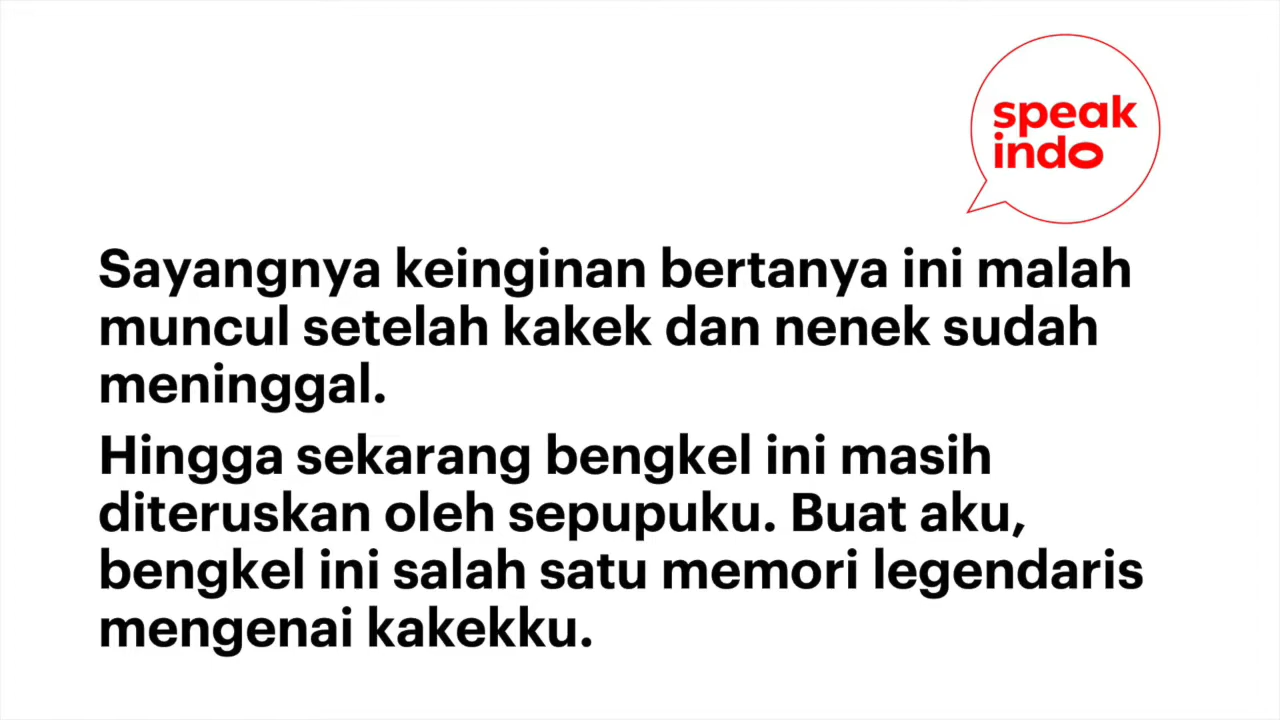 speak
indo
Sayangnya keinginan bertanya ini malah
muncul setelah kakek dan nenek sudah
meninggal.
Hingga sekarang bengkel ini masih
diteruskan oleh sepupuku. Buat aku,
bengkel ini salah satu memori legendaris
mengenai kakekku.